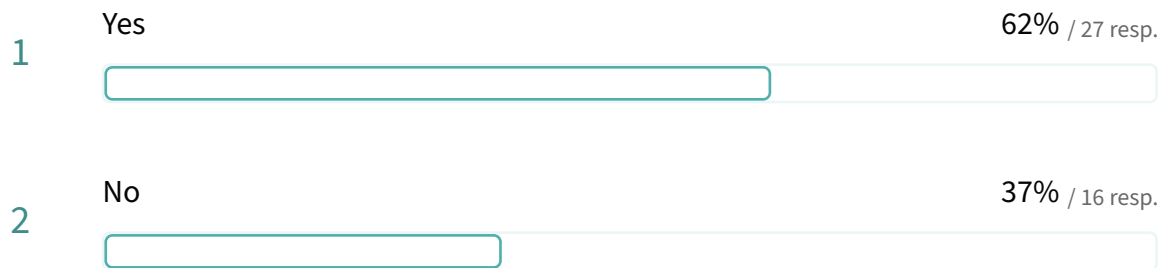 1
Yes 62% / 27 resp.
2
No 37% / 16 resp.